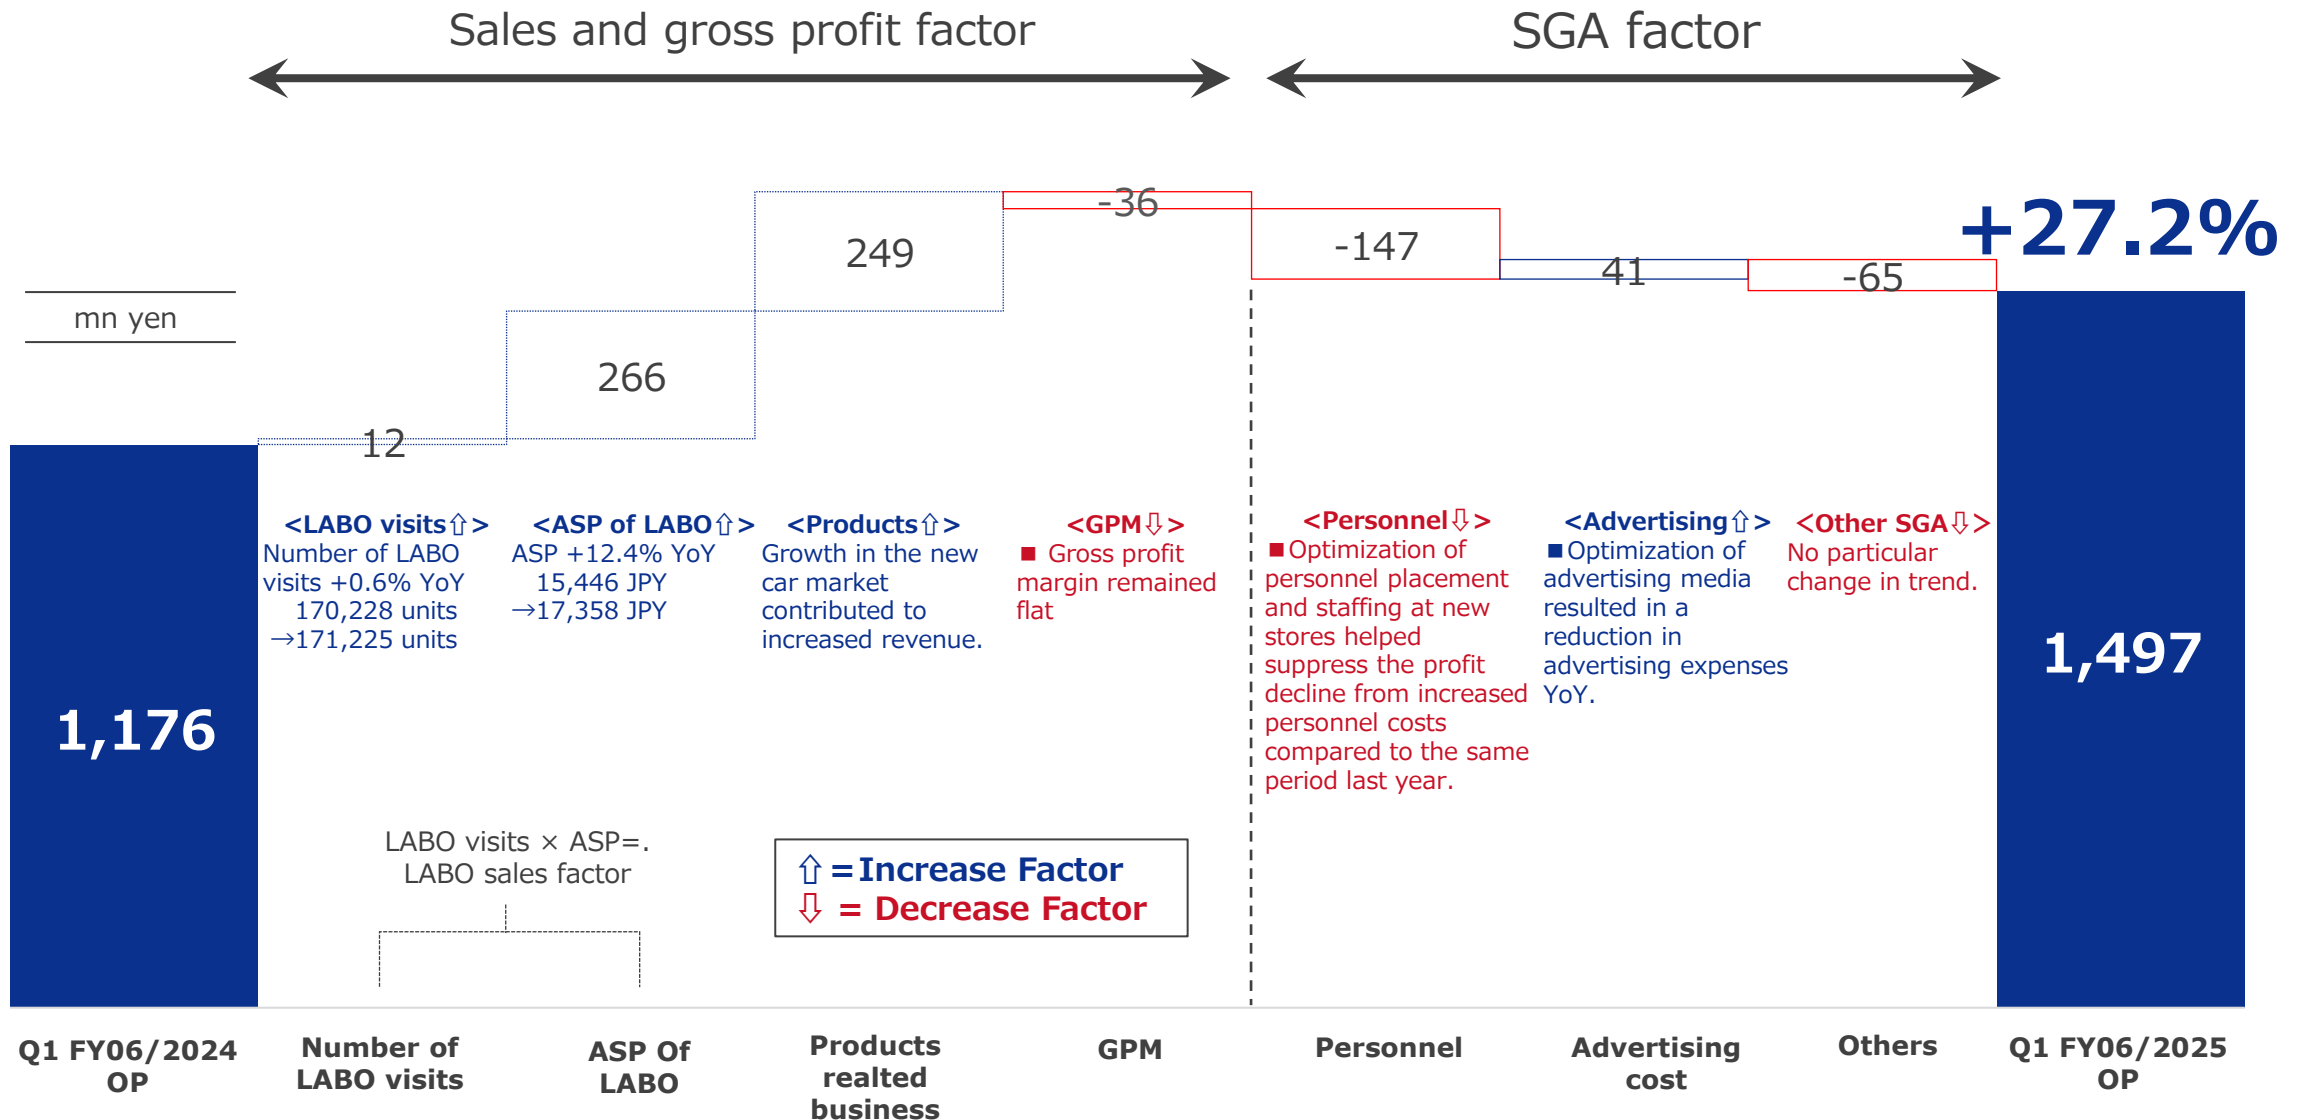 Sales and gross profit factor
SGA factor
mn yen
12
266
249
-36
-147
41
-65
+27.2%
<LABO visits⇧>
Number of LABO
visits +0.6% YoY
170,228 units
→171,225 units
<ASP of LABO⇧>
ASP +12.4% YoY
15,446 JPY
→17,358 JPY
<Products⇧>
Growth in the new
car market
contributed to
increased revenue.
<GPM⇩>
■ Gross profit
margin remained
flat
<Personnel⇩>
■Optimization of
personnel placement
and staffing at new
stores helped
suppress the profit
decline from increased
personnel costs
compared to the same
period last year.
<Advertising⇧>
■Optimization of
advertising media
resulted in a
reduction in
advertising expenses
YoY.
<Other SGA⇩>
No particular
change in trend.
1,176
1,497
LABO visits × ASP=.
LABO sales factor
⇧=Increase Factor
⇩ = Decrease Factor
Q1 FY06/2024
OP
Number of
LABO visits
ASP Of
LABO
Products
realted
business
GPM
Personnel
Advertising
cost
Others
Q1 FY06/2025
OP